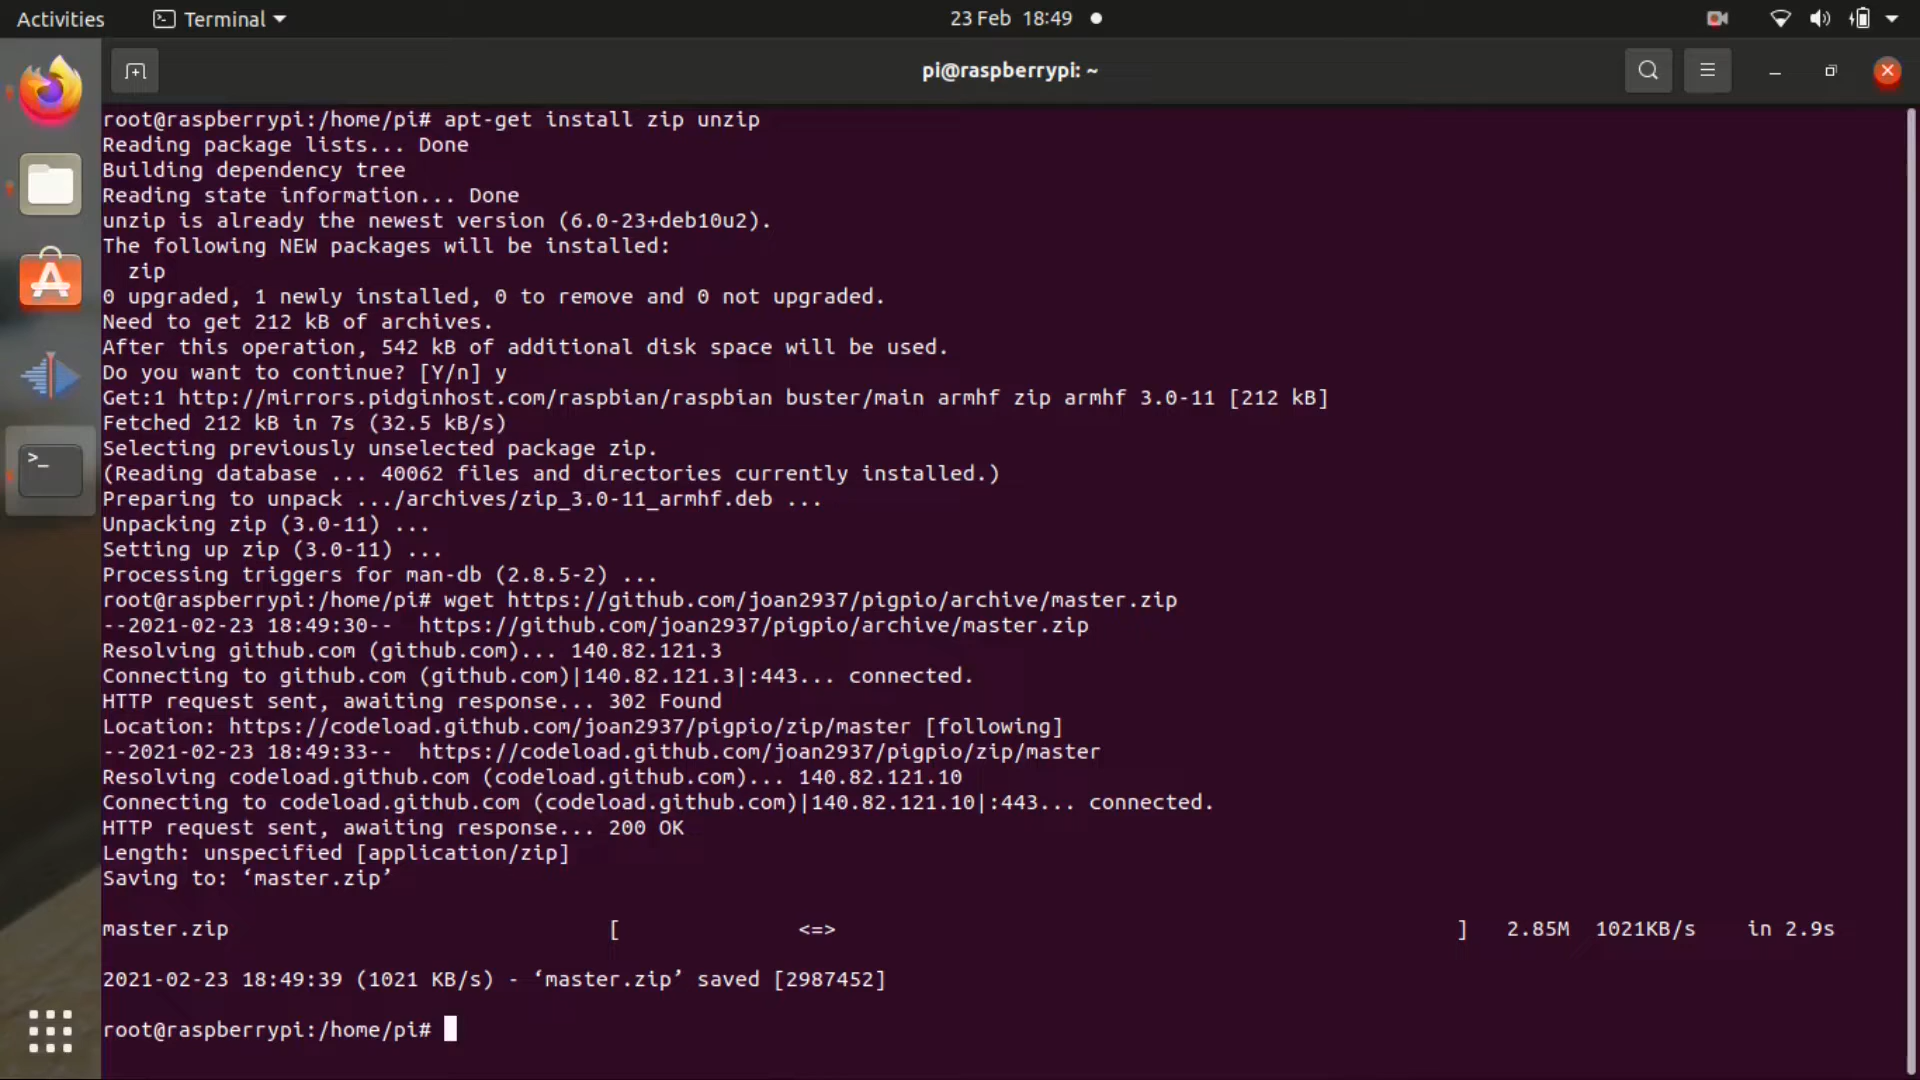 Activities
Terminal
23 Feb 18:49
pi@raspberrypi: ~
root@raspberrypi:/home/pi# apt-get install zip unzip
Reading package lists... Done
Building dependency tree
Reading state information... Done
unzip is already the newest version (6.0-23+deb10u2).
The following NEW packages will be installed:
  zip
0 upgraded, 1 newly installed, 0 to remove and 0 not upgraded.
Need to get 212 kB of archives.
After this operation, 542 kB of additional disk space will be used.
Do you want to continue? [Y/n] y
Get:1 http://mirrors.pidginhost.com/raspbian/raspbian buster/main armhf zip armhf 3.0-11 [212 kB]
Fetched 212 kB in 7s (32.5 kB/s)
Selecting previously unselected package zip.
(Reading database ... 40062 files and directories currently installed.)
Preparing to unpack .../archives/zip_3.0-11_armhf.deb ...
Unpacking zip (3.0-11) ...
Setting up zip (3.0-11) ...
Processing triggers for man-db (2.8.5-2) ...
root@raspberrypi:/home/pi# wget https://github.com/joan2937/pigpio/archive/master.zip
--2021-02-23 18:49:30--  https://github.com/joan2937/pigpio/archive/master.zip
Resolving github.com (github.com)... 140.82.121.3
Connecting to github.com (github.com)|140.82.121.3|:443... connected.
HTTP request sent, awaiting response... 302 Found
Location: https://codeload.github.com/joan2937/pigpio/zip/master [following]
--2021-02-23 18:49:33--  https://codeload.github.com/joan2937/pigpio/zip/master
Resolving codeload.github.com (codeload.github.com)... 140.82.121.10
Connecting to codeload.github.com (codeload.github.com)|140.82.121.10|:443... connected.
HTTP request sent, awaiting response... 200 OK
Length: unspecified [application/zip]
Saving to: ‘master.zip’
master.zip [ <=> ] 2.85M 1021KB/s in 2.9s
2021-02-23 18:49:39 (1021 KB/s) - ‘master.zip’ saved [2987452]
root@raspberrypi:/home/pi#